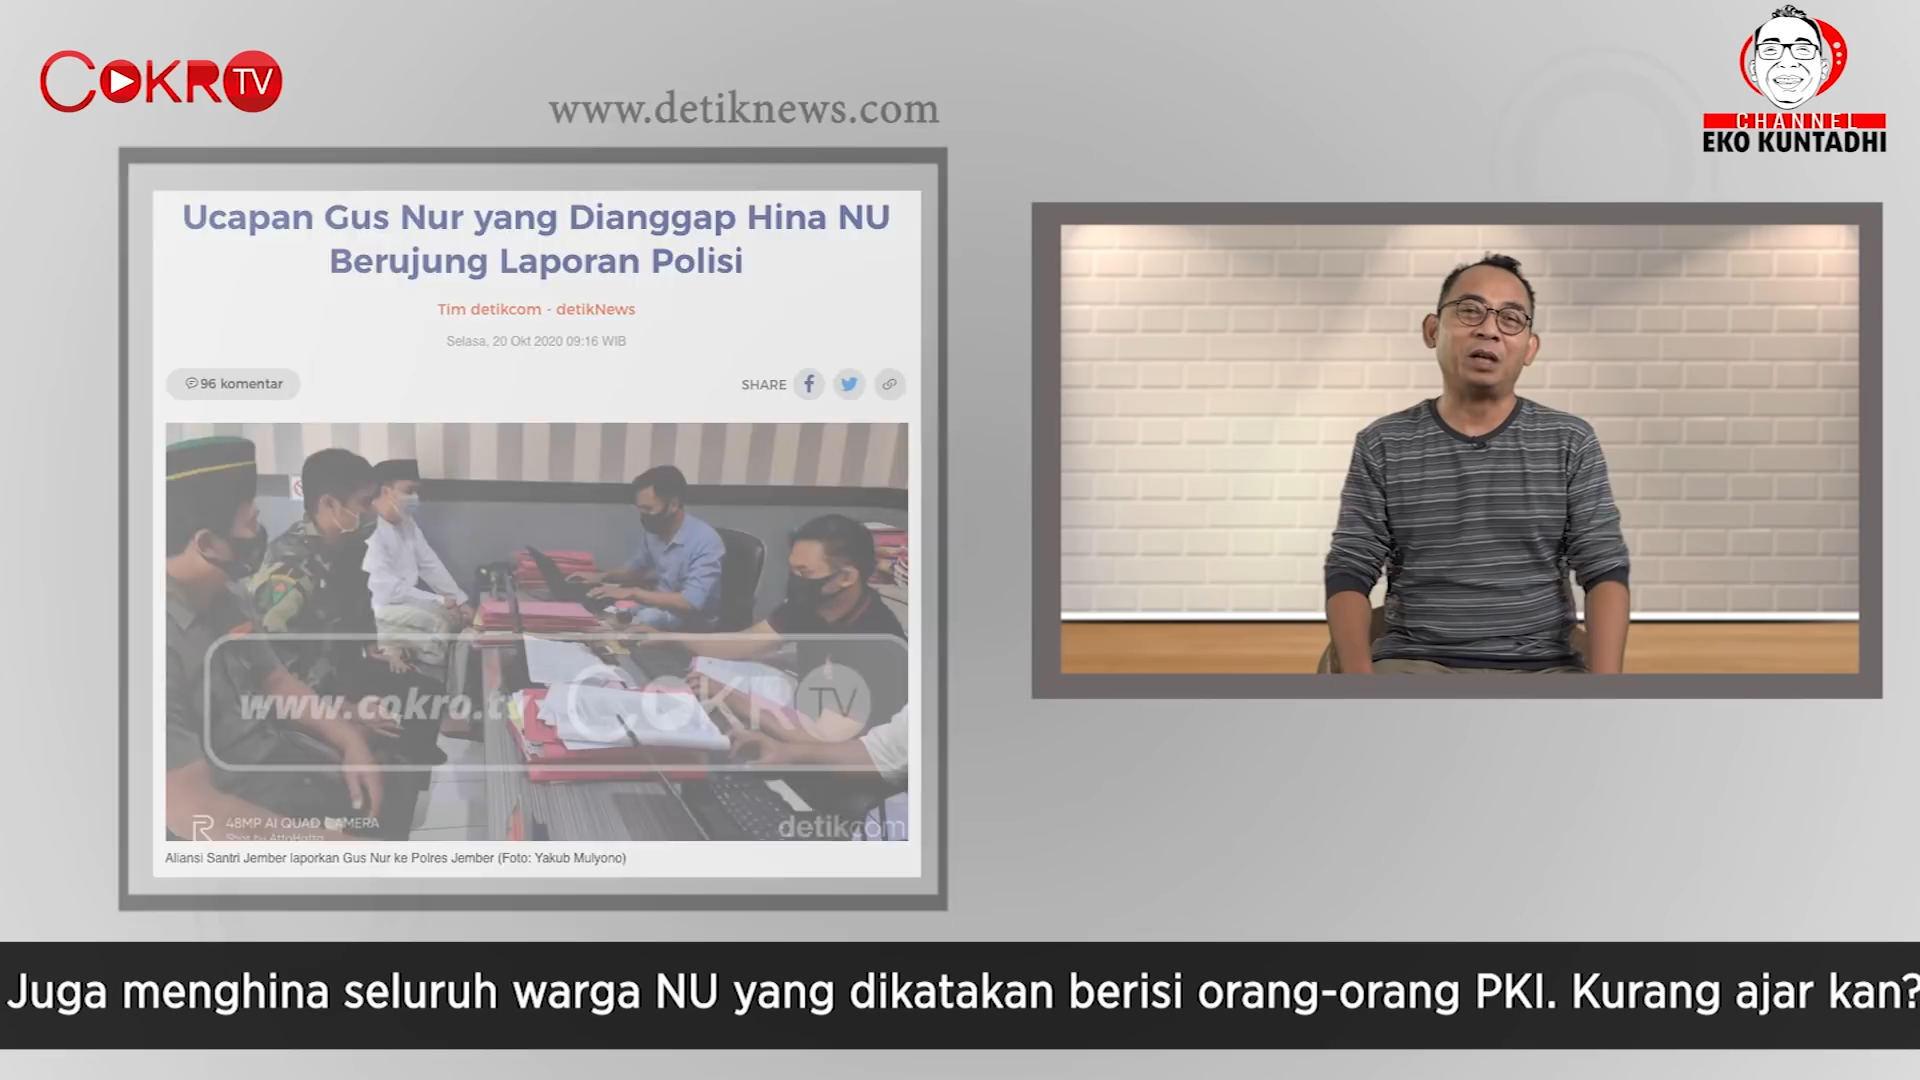 COKRO TV
CHANNEL
EKO KUNTADHI
www.detiknews.com
Ucapan Gus Nur yang Dianggap Hina NU
Berujung Laporan Polisi
Tim detikcom - detikNews
Selasa, 20 Okt 2020 09:16 WIB
96 komentar
SHARE
www.cokro.tv
COKRO TV
48MP AI QUAD CAMERA
Shot by AttoHatta
detikcom
Aliansi Santri Jember laporkan Gus Nur ke Polres Jember (Foto: Yakub Mulyono)
Juga menghina seluruh warga NU yang dikatakan berisi orang-orang PKI. Kurang ajar kan?